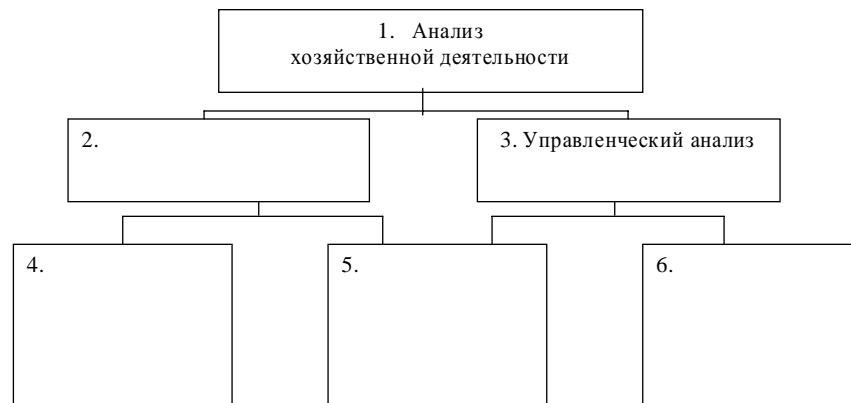 1. Анализ
хозяйственной деятельности
2.
3. Управленческий анализ
4.
5.
6.